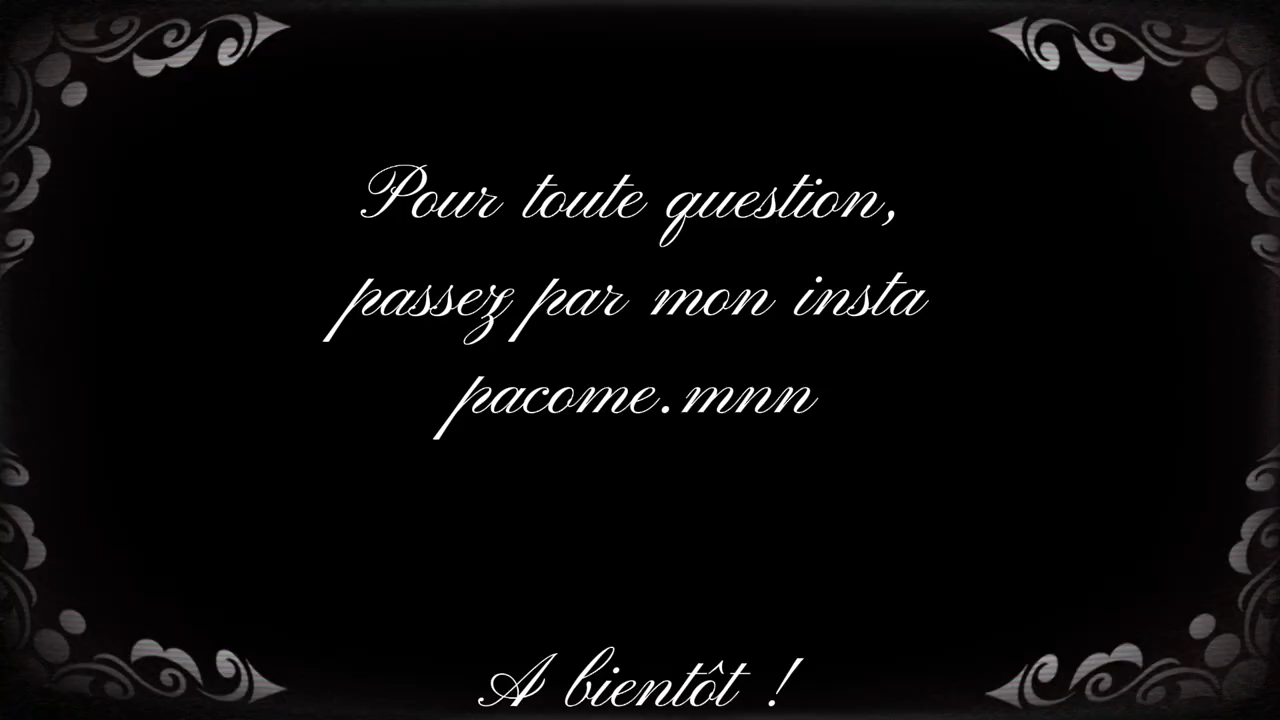 Pour toute question,
passez par mon insta
pacome.mnn
A bientôt !